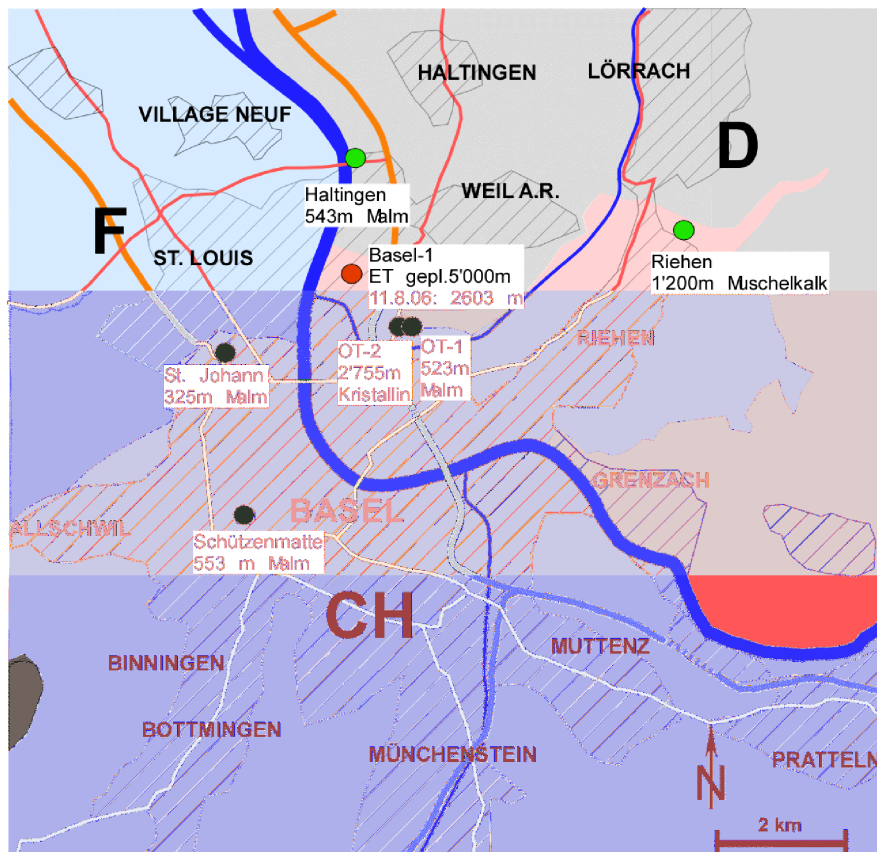 HALTINGEN
LÖRRACH
VILLAGE NEUF
D
Haltingen
543m Malm
WEIL A.R.
F
ST. LOUIS
Basel-1
ET gepl.5'000m
11.8.06: 2603 m
Riehen
1'200m Muschelkalk
RIEHEN
OT-2
2'755m
Kristallin
OT-1
523m
Malm
St. Johann
325m Malm
GRENZACH
BASEL
ALLSCHWIL
Schützenmatte
553 m Malm
CH
MUTTENZ
BINNINGEN
BOTTMINGEN
MÜNCHENSTEIN
PRATTELN
N
2 km